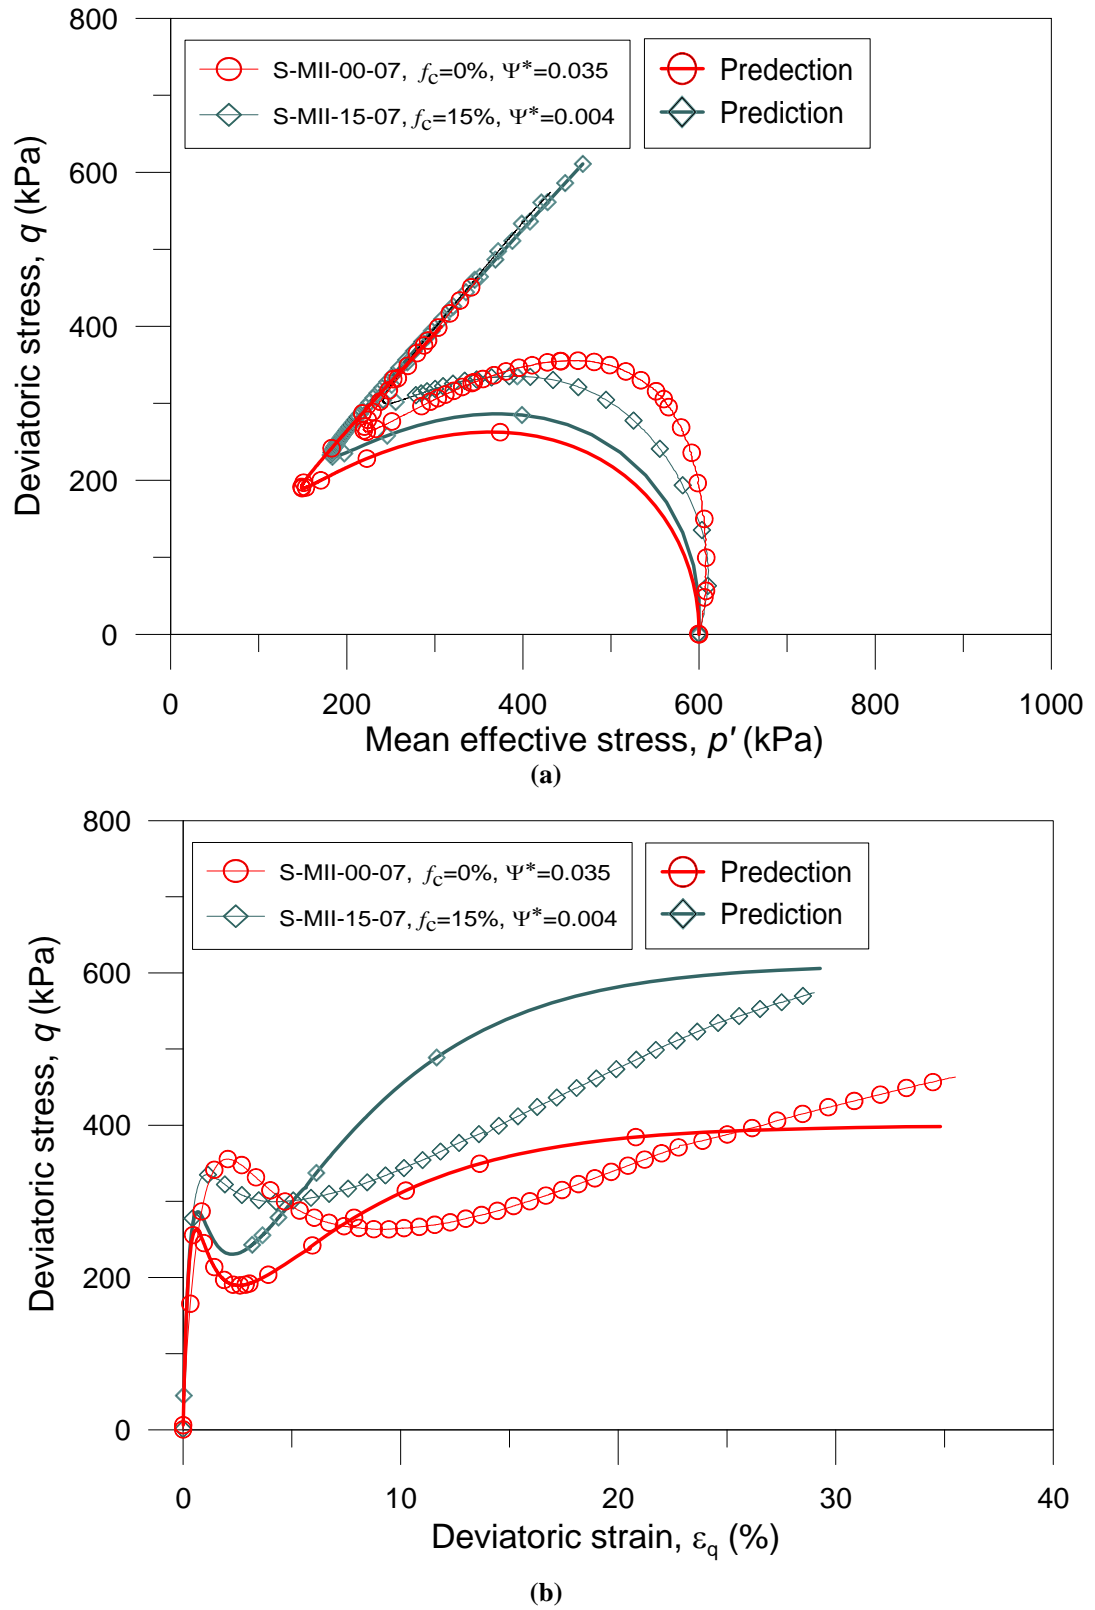 800
S-MII-00-07, fc=0%, Ψ*=0.035
Predection
S-MII-15-07, fc=15%, Ψ*=0.004
Prediction
600
400
200
0
Deviatoric stress, q (kPa)
0 200 400 600 800 1000
Mean effective stress, p' (kPa)
(a)
800
S-MII-00-07, fc=0%, Ψ*=0.035
Predection
S-MII-15-07, fc=15%, Ψ*=0.004
Prediction
600
400
200
0
Deviatoric stress, q (kPa)
0 10 20 30 40
Deviatoric strain, εq (%)
(b)